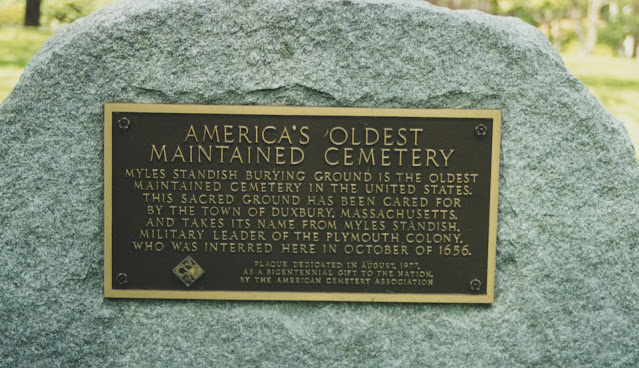 AMERICA'S OLDEST
MAINTAINED CEMETERY
MYLES STANDISH BURYING GROUND IS THE OLDEST
MAINTAINED CEMETERY IN THE UNITED STATES.
THIS SACRED GROUND HAS BEEN CARED FOR
BY THE TOWN OF DUXBURY, MASSACHUSETTS,
AND TAKES ITS NAME FROM MYLES STANDISH,
MILITARY LEADER OF THE PLYMOUTH COLONY,
WHO WAS INTERRED HERE IN OCTOBER OF 1656.
PLAQUE DEDICATED IN AUGUST, 1977,
AS A BICENTENNIAL GIFT TO THE NATION,
BY THE AMERICAN CEMETERY ASSOCIATION